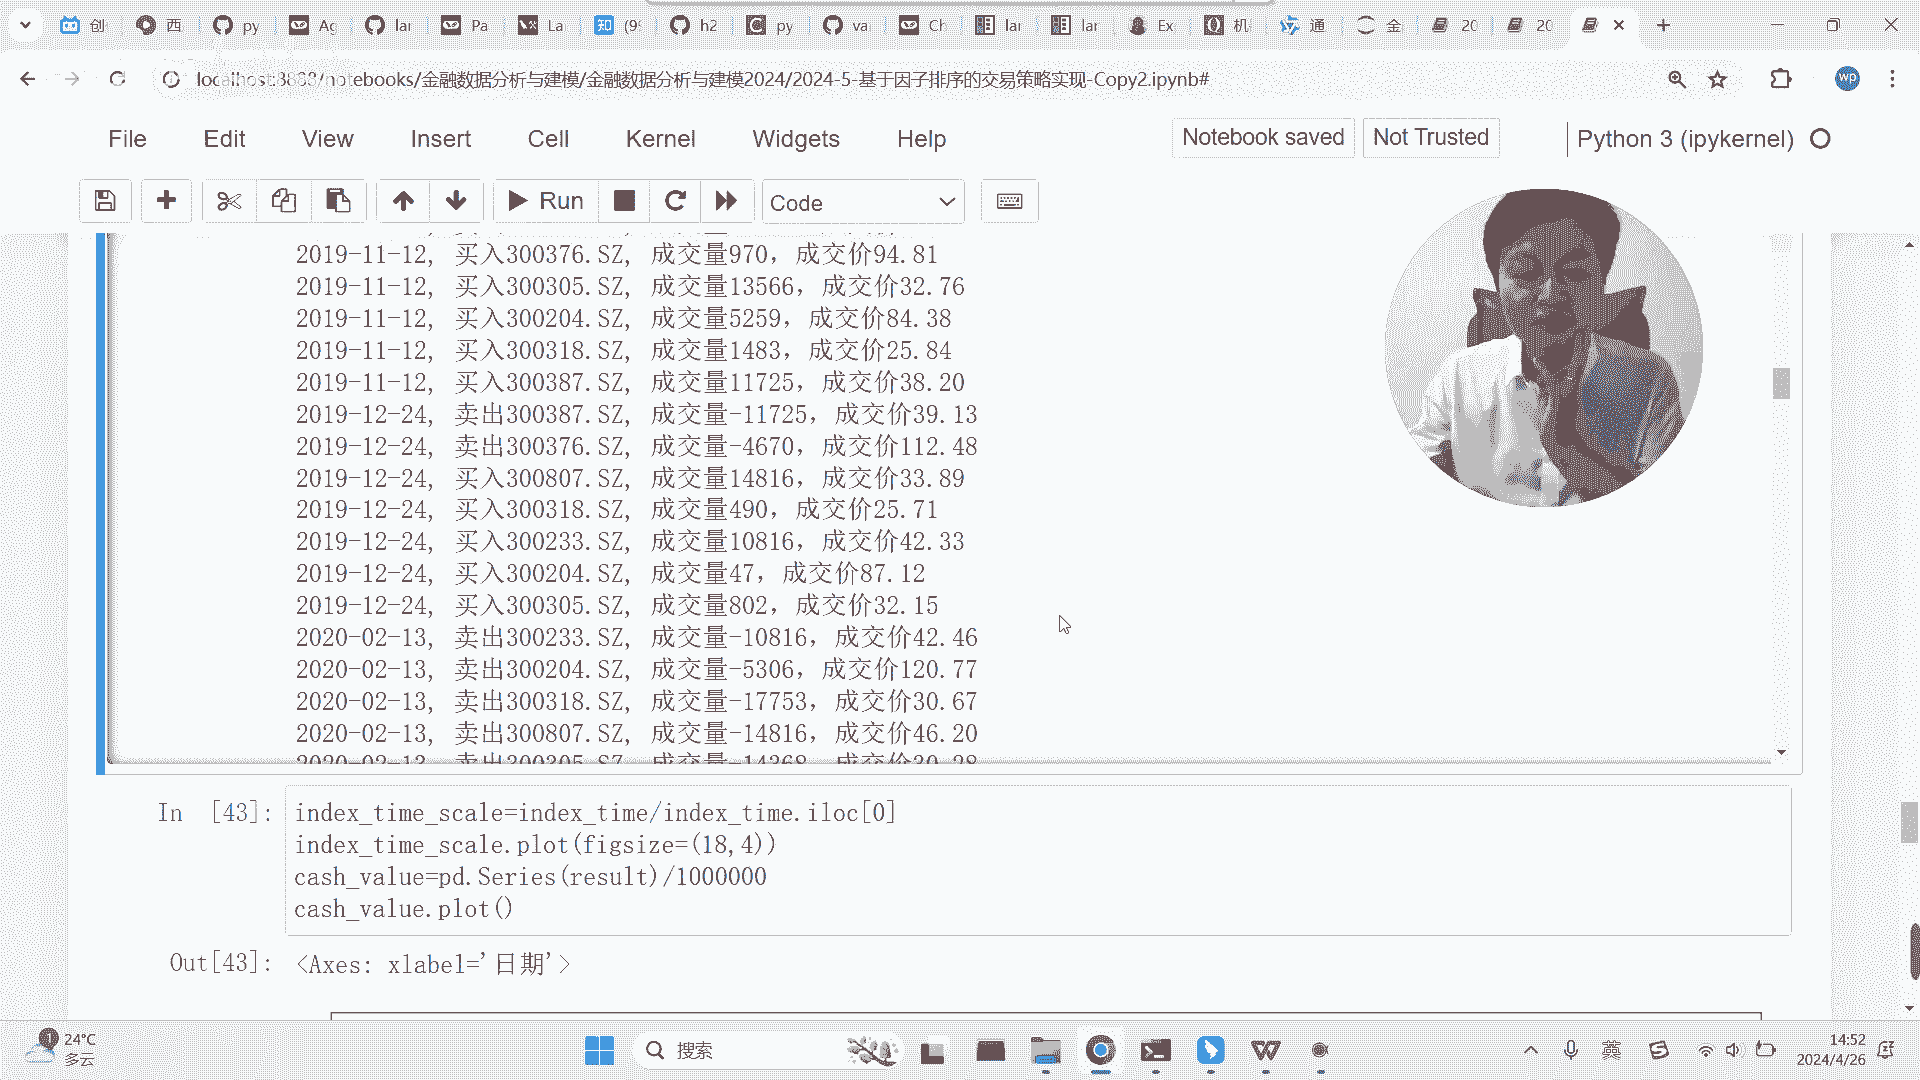 创 西 py Ag lar Pa La (9 h2 py va Ch lar lar Ex 机 通 金 20 20
localhost:8888/notebooks/金融数据分析与建模/金融数据分析与建模2024/2024-5-基于因子排序的交易策略实现-Copy2.ipynb#
wp
File Edit View Insert Cell Kernel Widgets Help Notebook saved Not Trusted Python 3 (ipykernel)
Run Code
2019-11-12, 买入300376.SZ, 成交量970, 成交价94.81
2019-11-12, 买入300305.SZ, 成交量13566, 成交价32.76
2019-11-12, 买入300204.SZ, 成交量5259, 成交价84.38
2019-11-12, 买入300318.SZ, 成交量1483, 成交价25.84
2019-11-12, 买入300387.SZ, 成交量11725, 成交价38.20
2019-12-24, 卖出300387.SZ, 成交量-11725, 成交价39.13
2019-12-24, 卖出300376.SZ, 成交量-4670, 成交价112.48
2019-12-24, 买入300807.SZ, 成交量14816, 成交价33.89
2019-12-24, 买入300318.SZ, 成交量490, 成交价25.71
2019-12-24, 买入300233.SZ, 成交量10816, 成交价42.33
2019-12-24, 买入300204.SZ, 成交量47, 成交价87.12
2019-12-24, 买入300305.SZ, 成交量802, 成交价32.15
2020-02-13, 卖出300233.SZ, 成交量-10816, 成交价42.46
2020-02-13, 卖出300204.SZ, 成交量-5306, 成交价120.77
2020-02-13, 卖出300318.SZ, 成交量-17753, 成交价30.67
2020-02-13, 卖出300807.SZ, 成交量-14816, 成交价46.20
In [43]:
index_time_scale=index_time/index_time.iloc[0]
index_time_scale.plot(figsize=(18,4))
cash_value=pd.Series(result)/1000000
cash_value.plot()
Out[43]: <Axes: xlabel='日期'>
1 24°C
多云
搜索
英
14:52
2024/4/26